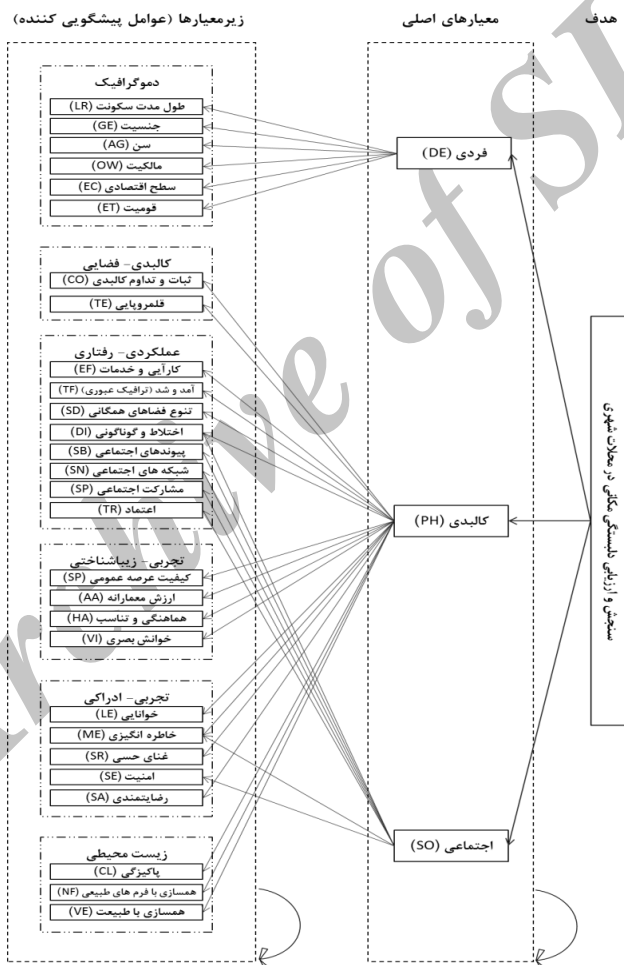 هدف
معیارهای اصلی
زیرمعیارها (عوامل پیشگویی کننده)
سنجش و ارزیابی دلبستگی مکانی در محلات شهری
فردی (DE)
کالبدی (PH)
اجتماعی (SO)
دموگرافیک
طول مدت سکونت (LR)
جنسیت (GE)
سن (AG)
مالکیت (OW)
سطح اقتصادی (EC)
قومیت (ET)
کالبدی- فضایی
ثبات و تداوم کالبدی (CO)
قلمروپایی (TE)
عملکردی- رفتاری
کارآیی و خدمات (EF)
آمد و شد (ترافیک عبوری) (TF)
تنوع فضاهای همگانی (SD)
اختلاط و گوناگونی (DI)
پیوندهای اجتماعی (SB)
شبکه های اجتماعی (SN)
مشارکت اجتماعی (SP)
اعتماد (TR)
تجربی- زیباشناختی
کیفیت عرصه عمومی (SP)
ارزش معمارانه (AA)
هماهنگی و تناسب (HA)
خوانش بصری (VI)
تجربی- ادراکی
خوانایی (LE)
خاطره انگیزی (ME)
غنای حسی (SR)
امنیت (SE)
رضایتمندی (SA)
زیست محیطی
پاکیزگی (CL)
همسازی با فرم های طبیعی (NF)
همسازی با طبیعت (VE)
Archive of SI